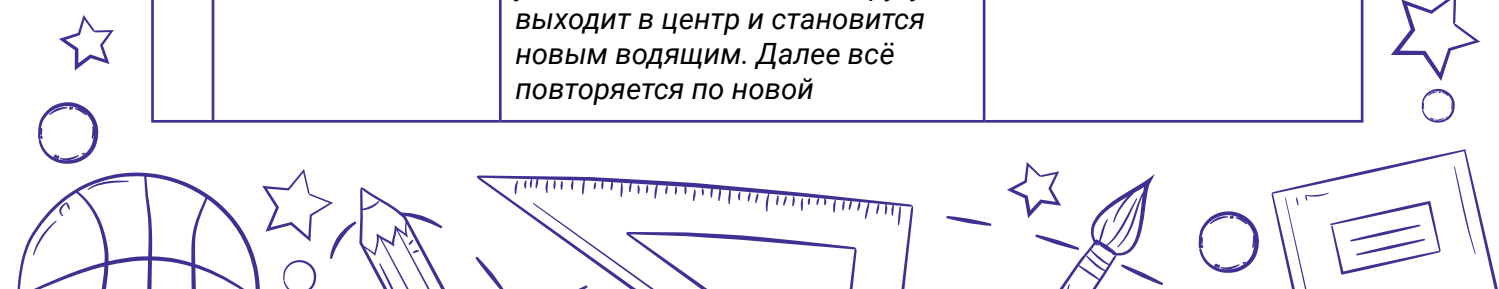 выходит в центр и становится
новым водящим. Далее всё
повторяется по новой